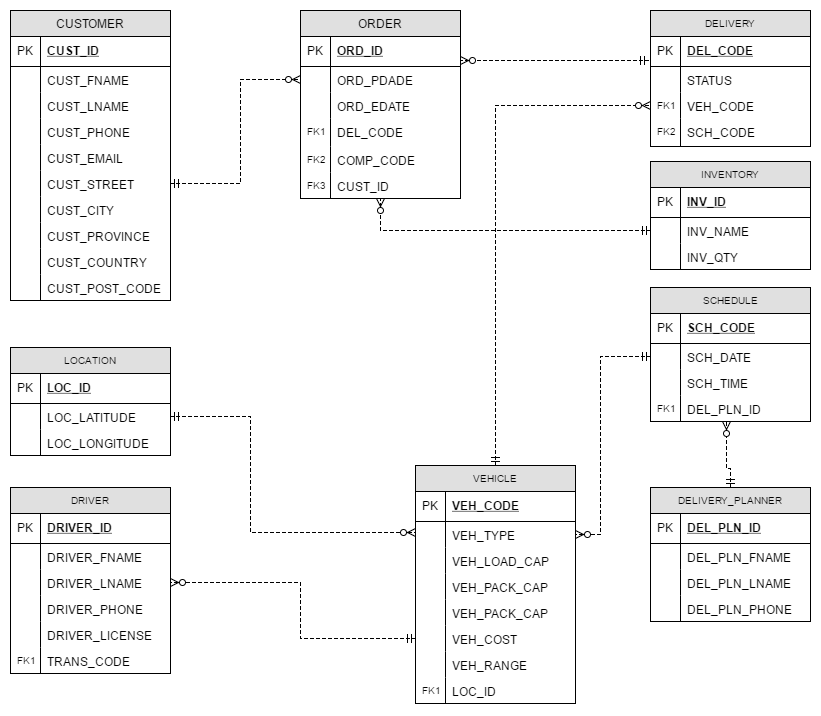 CUSTOMER
PK CUST_ID
CUST_FNAME
CUST_LNAME
CUST_PHONE
CUST_EMAIL
CUST_STREET
CUST_CITY
CUST_PROVINCE
CUST_COUNTRY
CUST_POST_CODE
ORDER
PK ORD_ID
ORD_PDADE
ORD_EDATE
FK1 DEL_CODE
FK2 COMP_CODE
FK3 CUST_ID
DELIVERY
PK DEL_CODE
STATUS
FK1 VEH_CODE
FK2 SCH_CODE
INVENTORY
PK INV_ID
INV_NAME
INV_QTY
SCHEDULE
PK SCH_CODE
SCH_DATE
SCH_TIME
FK1 DEL_PLN_ID
LOCATION
PK LOC_ID
LOC_LATITUDE
LOC_LONGITUDE
DRIVER
PK DRIVER_ID
DRIVER_FNAME
DRIVER_LNAME
DRIVER_PHONE
DRIVER_LICENSE
FK1 TRANS_CODE
VEHICLE
PK VEH_CODE
VEH_TYPE
VEH_LOAD_CAP
VEH_PACK_CAP
VEH_PACK_CAP
VEH_COST
VEH_RANGE
FK1 LOC_ID
DELIVERY_PLANNER
PK DEL_PLN_ID
DEL_PLN_FNAME
DEL_PLN_LNAME
DEL_PLN_PHONE